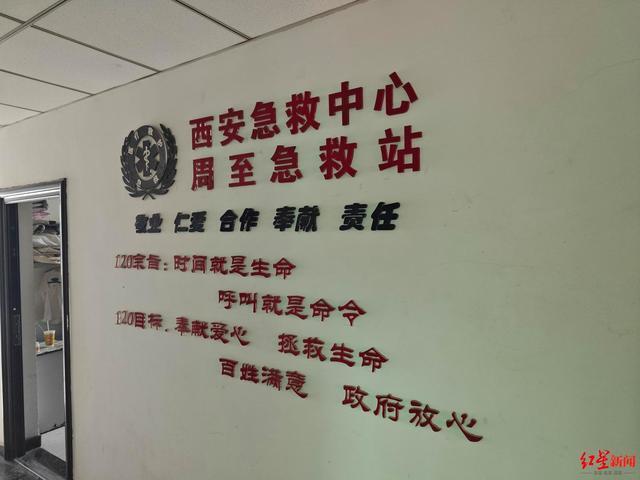 西安急救中心
周至急救站
敬业 仁爱 合作 奉献 责任
120宗旨:时间就是生命
呼叫就是命令
120目标:奉献爱心 拯救生命
百姓满意 政府放心
红星新闻